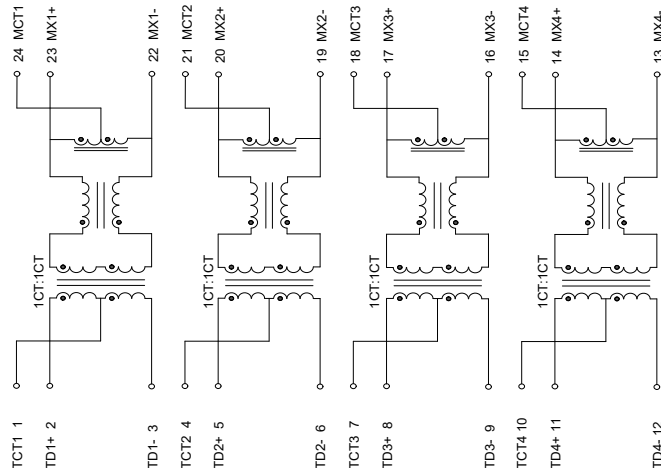 24 MCT1
23 MX1+
22 MX1-
21 MCT2
20 MX2+
19 MX2-
18 MCT3
17 MX3+
16 MX3-
15 MCT4
14 MX4+
13 MX4-
1CT:1CT
1CT:1CT
1CT:1CT
1CT:1CT
TCT1 1
TD1+ 2
TD1- 3
TCT2 4
TD2+ 5
TD2- 6
TCT3 7
TD3+ 8
TD3- 9
TCT4 10
TD4+ 11
TD4- 12